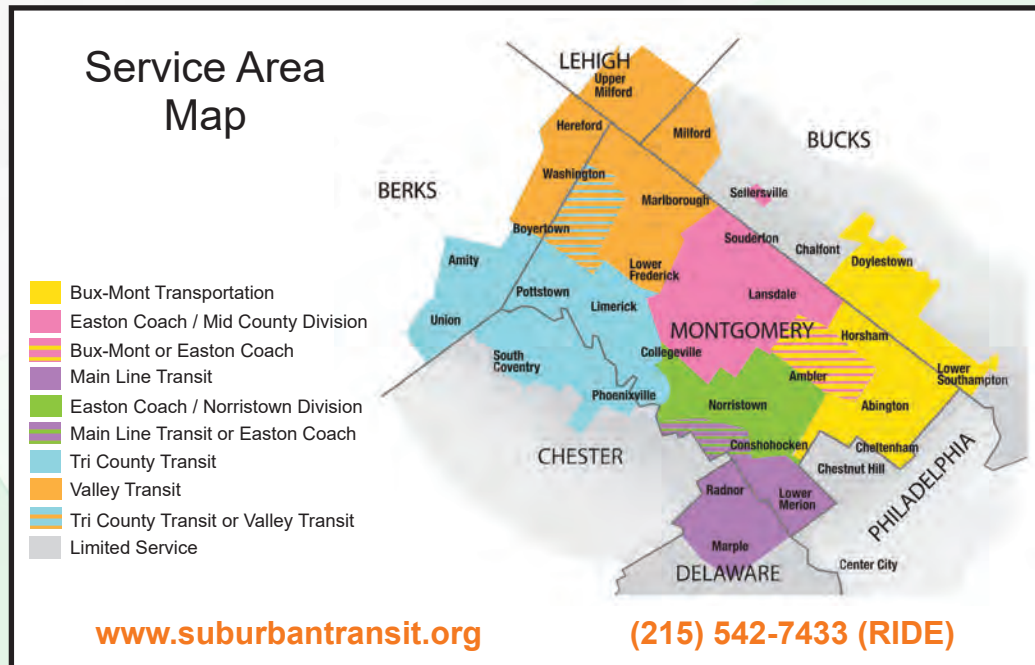 Service Area
Map
LEHIGH
Upper
Milford
Hereford
Milford
BUCKS
Washington
BERKS
Sellersville
Marlborough
Boyertown
Souderton
Chalfont
Doylestown
Amity
Lower
Frederick
Pottstown
Limerick
Lansdale
Union
MONTGOMERY
Horsham
South
Coventry
Collegeville
Ambler
Lower
Southampton
Phoenixville
Norristown
Abington
Conshohocken
Cheltenham
CHESTER
Chestnut Hill
PHILADELPHIA
Radnor
Lower
Merion
Marple
Center City
DELAWARE
Bux-Mont Transportation
Easton Coach / Mid County Division
Bux-Mont or Easton Coach
Main Line Transit
Easton Coach / Norristown Division
Main Line Transit or Easton Coach
Tri County Transit
Valley Transit
Tri County Transit or Valley Transit
Limited Service
www.suburbantransit.org
(215) 542-7433 (RIDE)